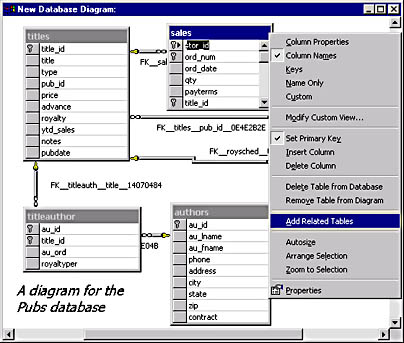 New Database Diagram:
titles
title_id
title
type
pub_id
price
advance
royalty
ytd_sales
notes
pubdate
sales
stor_id
ord_num
ord_date
qty
payterms
title_id
FK__sa
FK__titles__pub_id__0E4E2B2E
FK__roysched__
FK__titleauth__title__14070484
titleauthor
au_id
title_id
au_ord
royaltyper
E04B
authors
au_id
au_lname
au_fname
phone
address
city
state
zip
contract
A diagram for the
Pubs database
Column Properties
Column Names
Keys
Name Only
Custom
Modify Custom View...
Set Primary Key
Insert Column
Delete Column
Delete Table from Database
Remove Table from Diagram
Add Related Tables
Autosize
Arrange Selection
Zoom to Selection
Properties